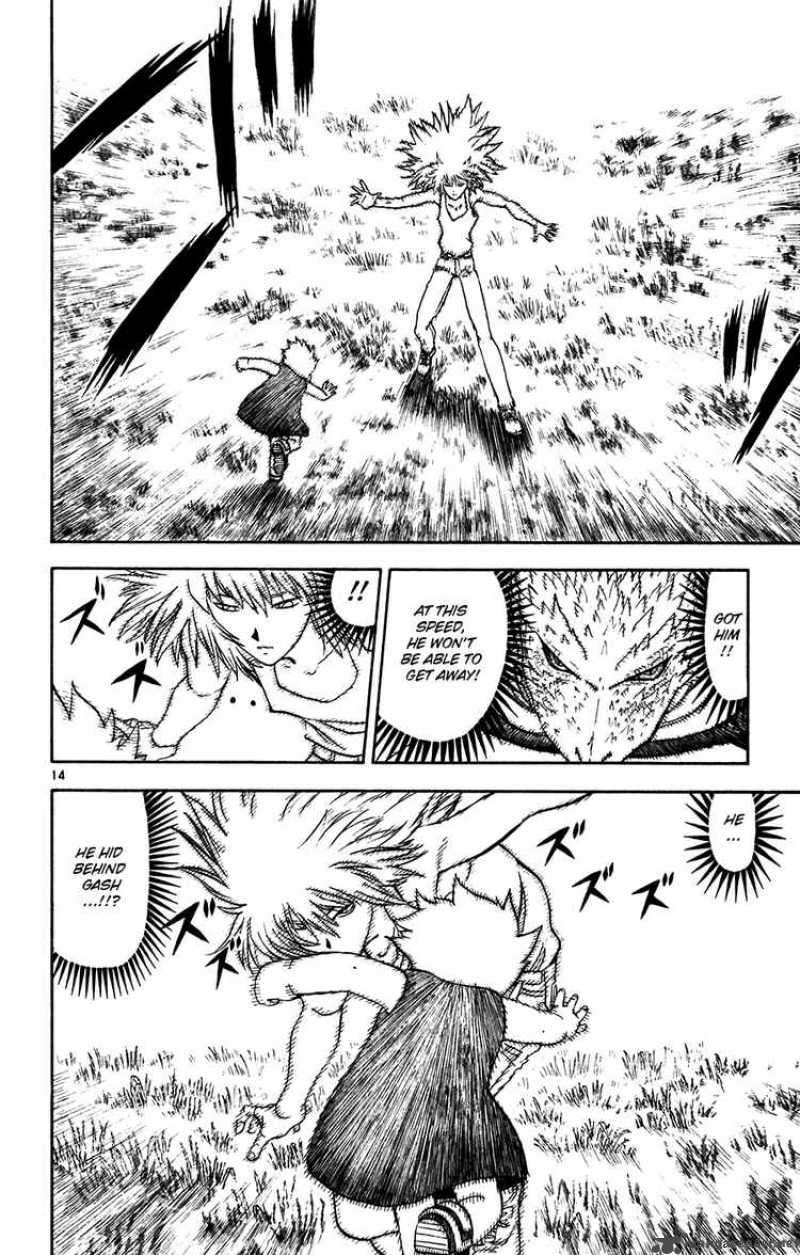 GOT
HIM
!!
AT THIS
SPEED,
HE WON'T
BE ABLE TO
GET AWAY!
!!
ズ
ズ
14
HE
...
ズ
ズ
ズ
ズ
ズ
HE HID
BEHIND
GASH
...!!?